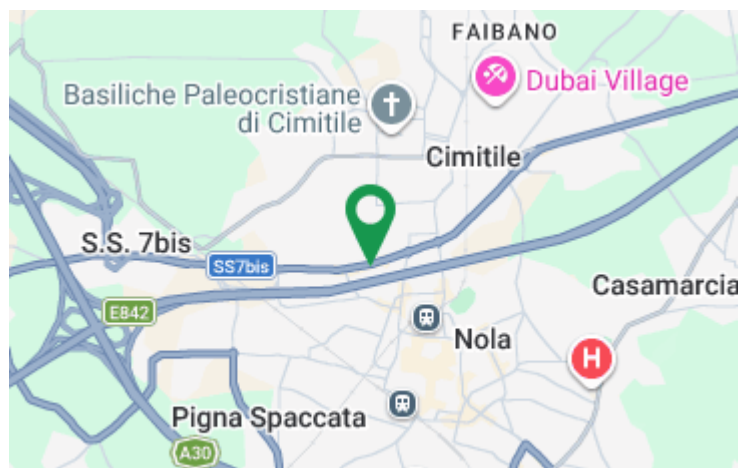 FAIBANO
Dubai Village
Basiliche Paleocristiane
di Cimitile
Cimitile
S.S. 7bis
SS7bis
Casamarcia
E842
Nola
H
Pigna Spaccata
A30